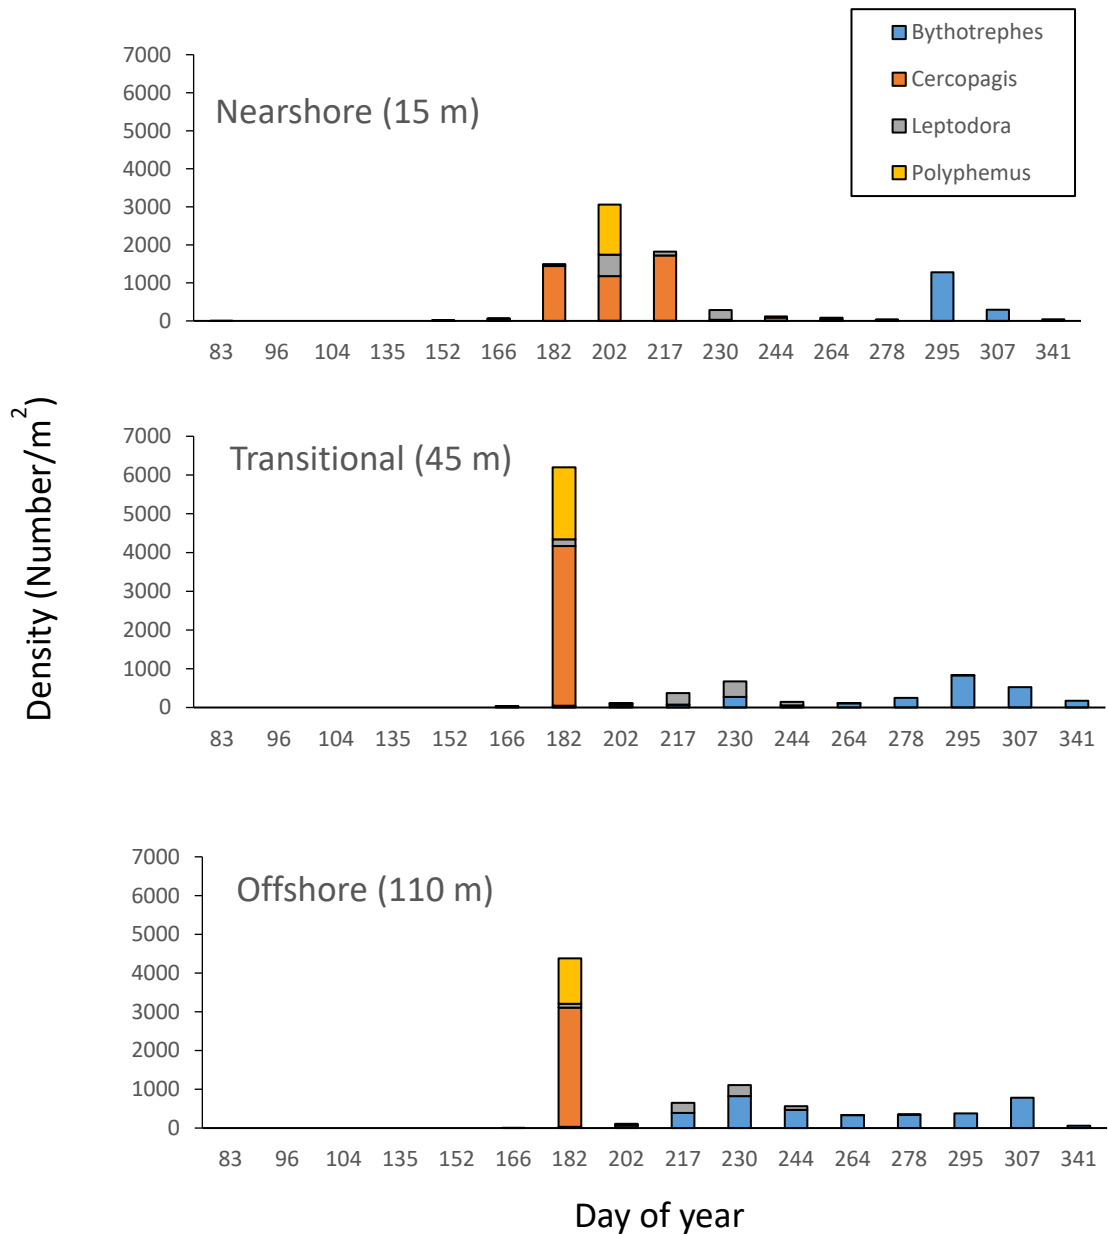 Bythotrephes
Cercopagis
Leptodora
Polyphemus
Nearshore (15 m)
7000
6000
5000
4000
3000
2000
1000
0
83 96 104 135 152 166 182 202 217 230 244 264 278 295 307 341
Density (Number/m²)
Transitional (45 m)
7000
6000
5000
4000
3000
2000
1000
0
83 96 104 135 152 166 182 202 217 230 244 264 278 295 307 341
Offshore (110 m)
7000
6000
5000
4000
3000
2000
1000
0
83 96 104 135 152 166 182 202 217 230 244 264 278 295 307 341
Day of year